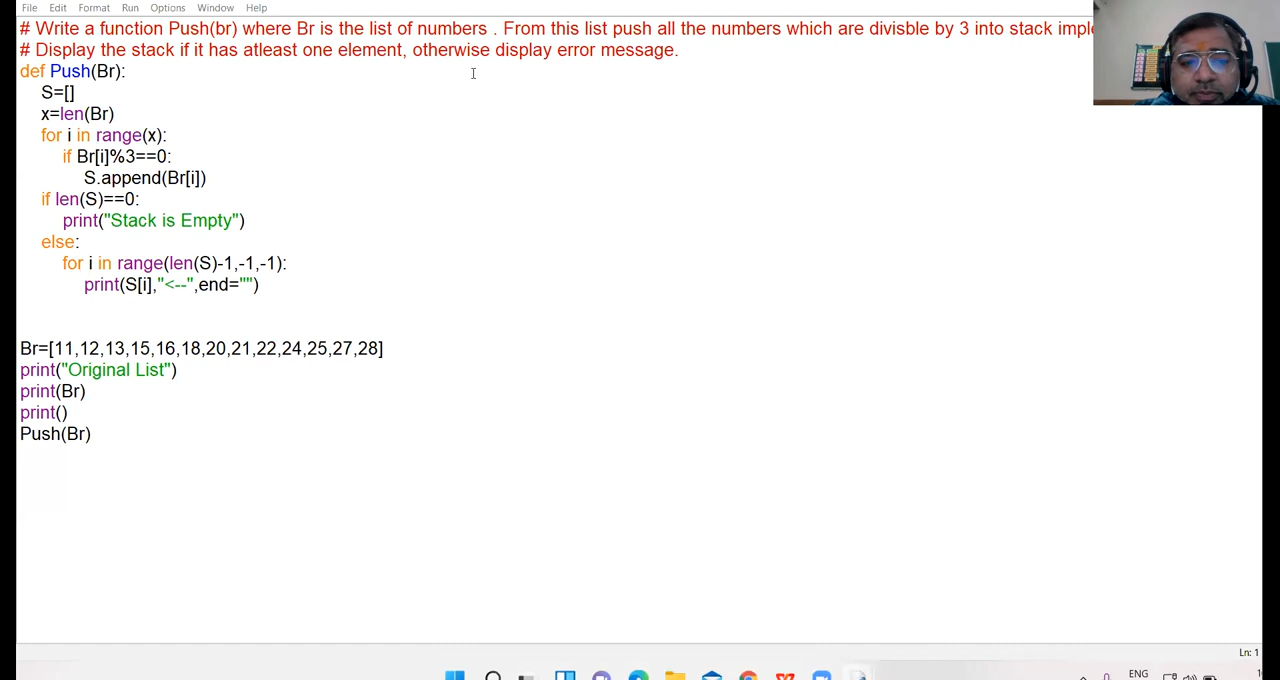 File Edit Format Run Options Window Help
# Write a function Push(br) where Br is the list of numbers . From this list push all the numbers which are divisble by 3 into stack imple
# Display the stack if it has atleast one element, otherwise display error message.
def Push(Br):
    S=[]
    x=len(Br)
    for i in range(x):
        if Br[i]%3==0:
            S.append(Br[i])
    if len(S)==0:
        print("Stack is Empty")
    else:
        for i in range(len(S)-1,-1,-1):
            print(S[i],"<--",end="")
Br=[11,12,13,15,16,18,20,21,22,24,25,27,28]
print("Original List")
print(Br)
print()
Push(Br)
Ln: 1
ENG